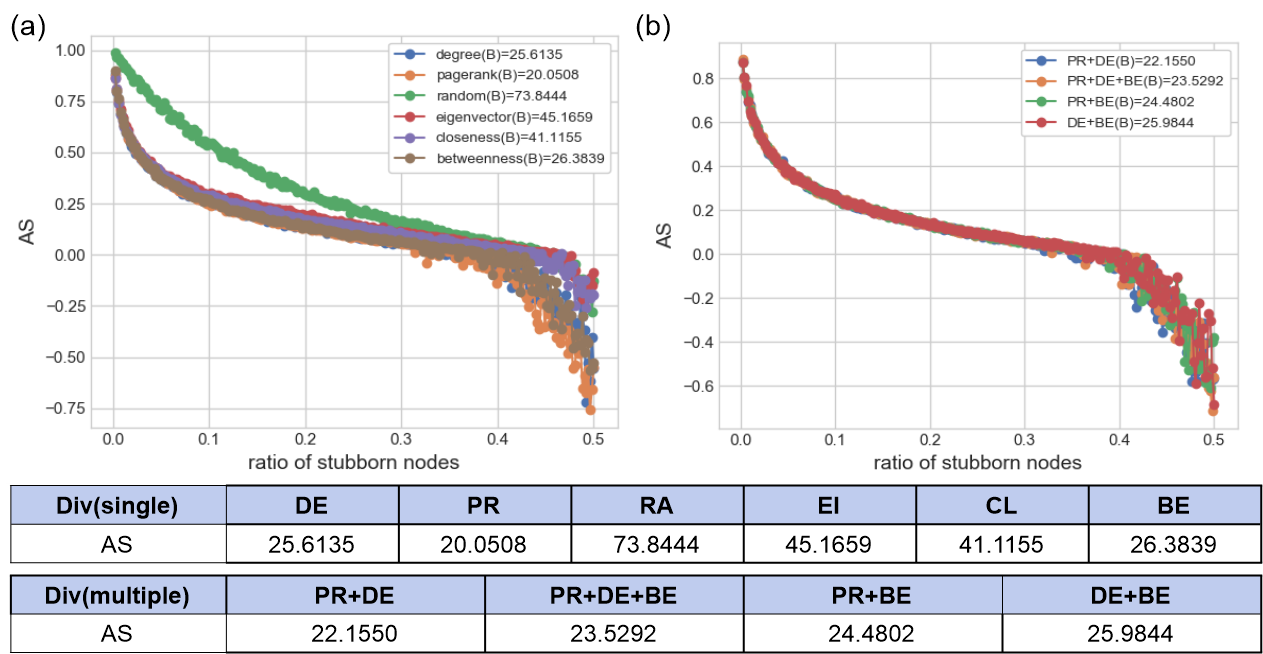 (a)
1.00
0.75
0.50
0.25
0.00
−0.25
−0.50
−0.75
AS
degree(B)=25.6135
pagerank(B)=20.0508
random(B)=73.8444
eigenvector(B)=45.1659
closeness(B)=41.1155
betweenness(B)=26.3839
0.0 0.1 0.2 0.3 0.4 0.5
ratio of stubborn nodes
(b)
0.8
0.6
0.4
0.2
0.0
−0.2
−0.4
−0.6
AS
PR+DE(B)=22.1550
PR+DE+BE(B)=23.5292
PR+BE(B)=24.4802
DE+BE(B)=25.9844
0.0 0.1 0.2 0.3 0.4 0.5
ratio of stubborn nodes
Div(single) DE PR RA EI CL BE
AS 25.6135 20.0508 73.8444 45.1659 41.1155 26.3839
Div(multiple) PR+DE PR+DE+BE PR+BE DE+BE
AS 22.1550 23.5292 24.4802 25.9844